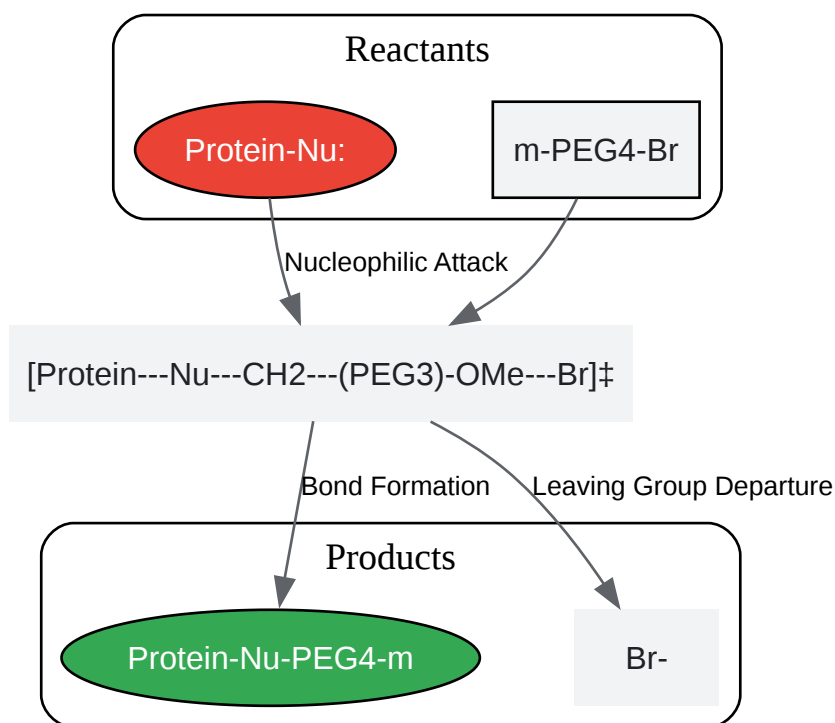 Reactants
Protein-Nu:
m-PEG4-Br
Nucleophilic Attack
[Protein---Nu---CH2---(PEG3)-OMe---Br]‡
Bond Formation
Leaving Group Departure
Products
Protein-Nu-PEG4-m
Br-